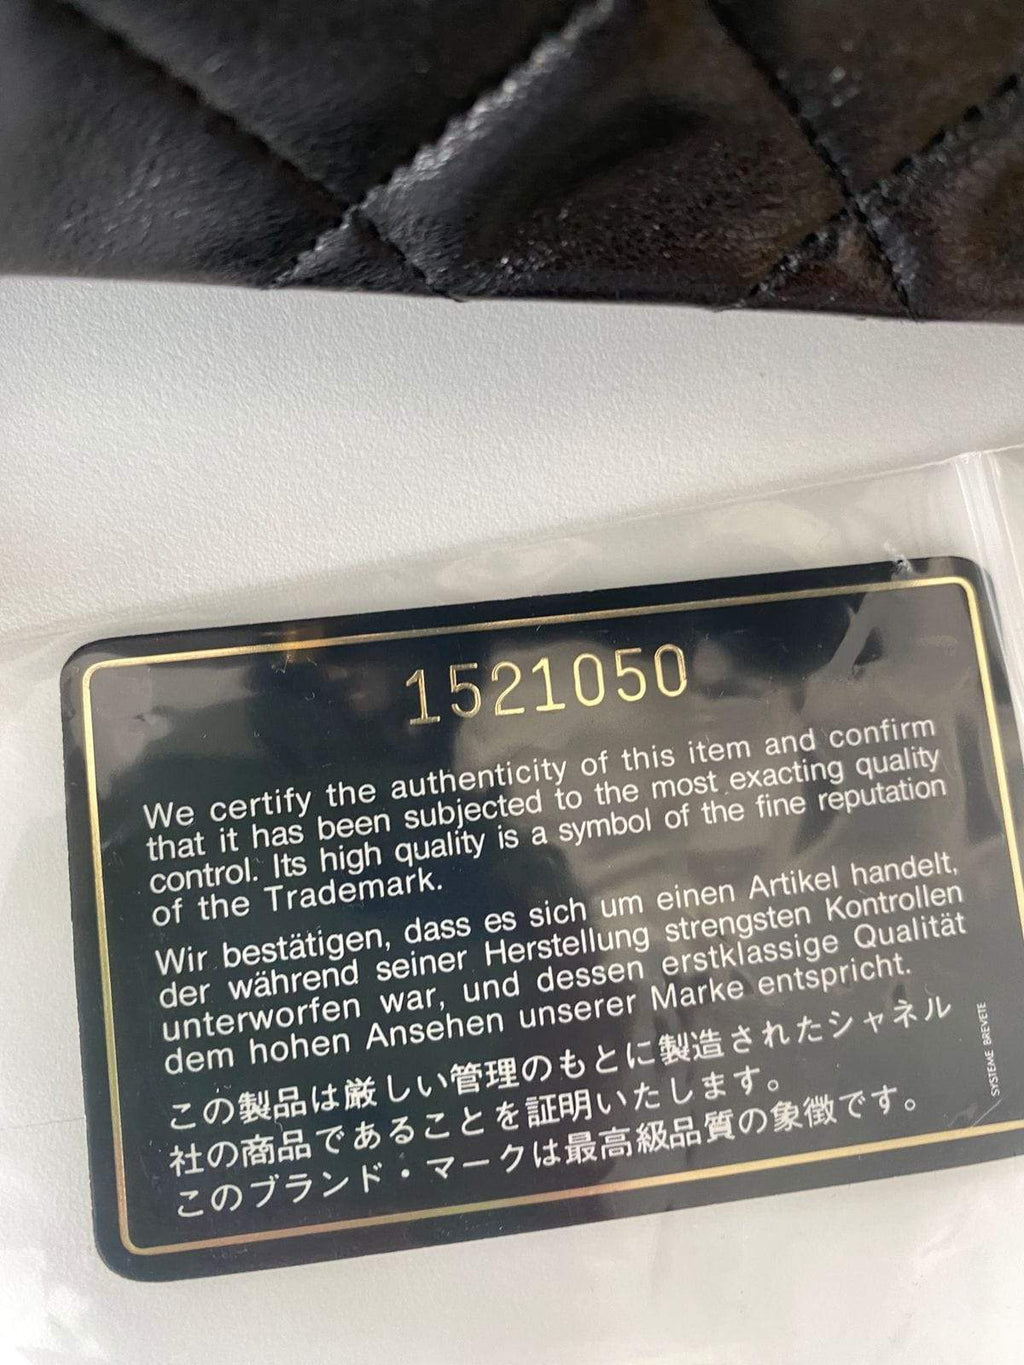 1521050
We certify the authenticity of this item and confirm
that it has been subjected to the most exacting quality
control. Its high quality is a symbol of the fine reputation
of the Trademark.
Wir bestätigen, dass es sich um einen Artikel handelt,
der während seiner Herstellung strengsten Kontrollen
unterworfen war, und dessen erstklassige Qualität
dem hohen Ansehen unserer Marke entspricht.
この製品は厳しい管理のもとに製造されたシャネル
社の商品であることを証明いたします。
このブランド・マークは最高級品質の象徴です。
SYSTEME BREVETE